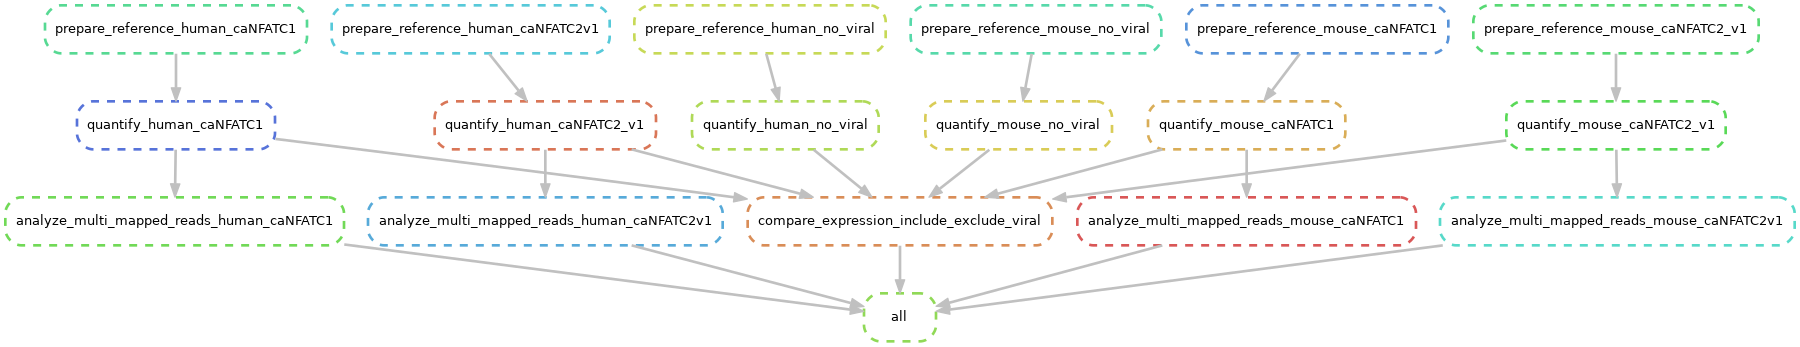 prepare_reference_human_caNFATC1
prepare_reference_human_caNFATC2v1
prepare_reference_human_no_viral
prepare_reference_mouse_no_viral
prepare_reference_mouse_caNFATC1
prepare_reference_mouse_caNFATC2_v1
quantify_human_caNFATC1
quantify_human_caNFATC2_v1
quantify_human_no_viral
quantify_mouse_no_viral
quantify_mouse_caNFATC1
quantify_mouse_caNFATC2_v1
analyze_multi_mapped_reads_human_caNFATC1
analyze_multi_mapped_reads_human_caNFATC2v1
compare_expression_include_exclude_viral
analyze_multi_mapped_reads_mouse_caNFATC1
analyze_multi_mapped_reads_mouse_caNFATC2v1
all